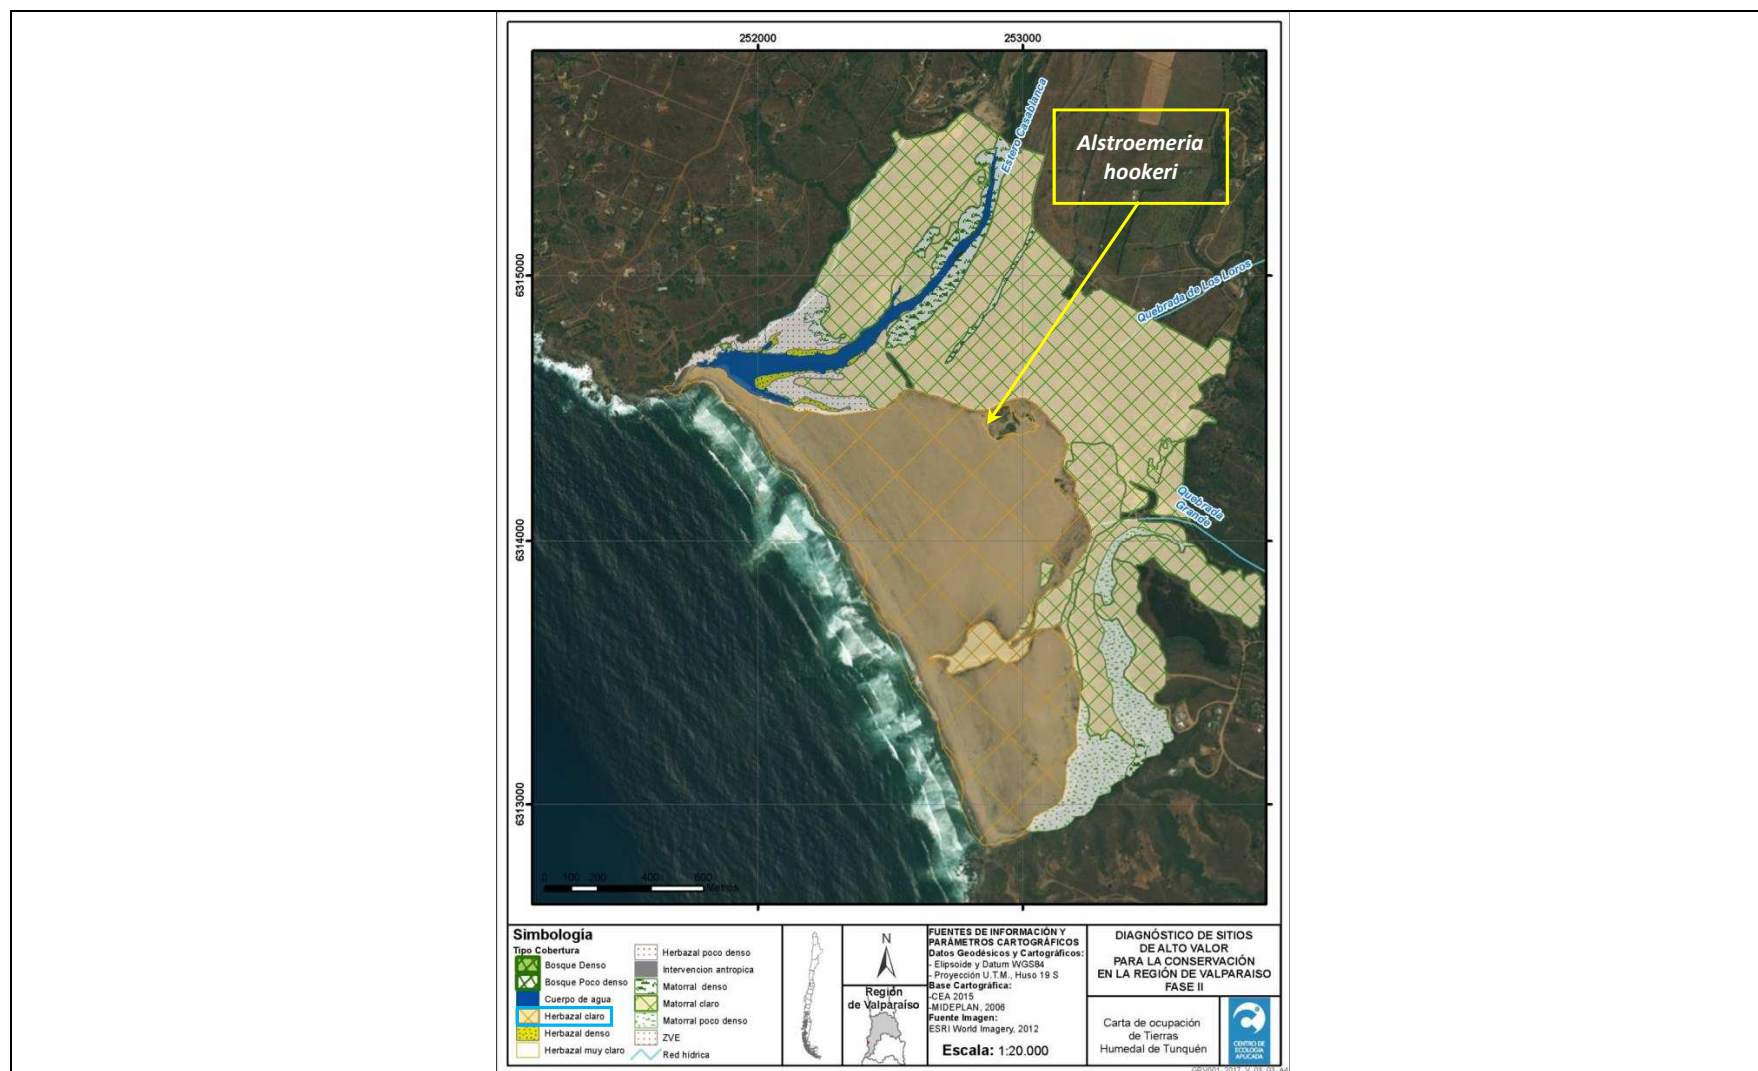 252000
253000
Estero Casablanca
Alstroemeria
hookeri
6315000
Quebrada de Los Loros
Quebrada
Grande
6314000
6313000
0 100 200 400 600
Metros
Simbología
Tipo Cobertura
Bosque Denso
Bosque Poco denso
Cuerpo de agua
Herbazal claro
Herbazal denso
Herbazal muy claro
Herbazal poco denso
Intervencion antropica
Matorral denso
Matorral claro
Matorral poco denso
ZVE
Red hídrica
N
Región
de Valparaíso
FUENTES DE INFORMACIÓN Y
PARÁMETROS CARTOGRÁFICOS
Datos Geodésicos y Cartográficos:
- Elipsoide y Datum WGS84
- Proyección U.T.M., Huso 19 S
Base Cartográfica:
-CEA 2015
-MIDEPLAN, 2006
Fuente Imagen:
ESRI World Imagery, 2012
Escala: 1:20.000
DIAGNÓSTICO DE SITIOS
DE ALTO VALOR
PARA LA CONSERVACIÓN
EN LA REGIÓN DE VALPARAISO
FASE II
Carta de ocupación
de Tierras
Humedal de Tunquén
CENTRO DE
ECOLOGÍA
APLICADA